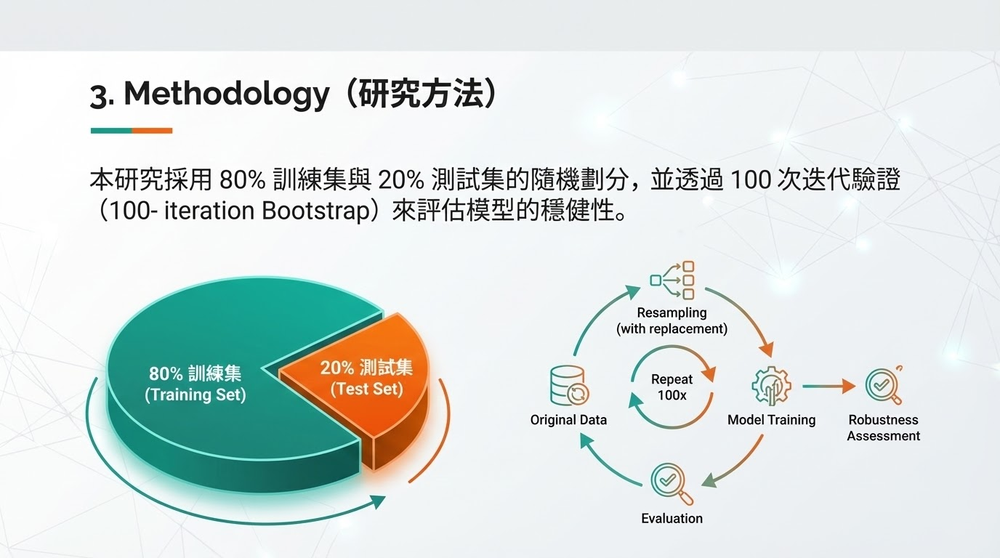 3. Methodology（研究方法）
本研究採用 80% 訓練集與 20% 測試集的隨機劃分，並透過 100 次迭代驗證
（100- iteration Bootstrap）來評估模型的穩健性。
80% 訓練集
(Training Set)
20% 測試集
(Test Set)
Resampling
(with replacement)
Repeat
100x
Original Data
Model Training
Robustness
Assessment
Evaluation